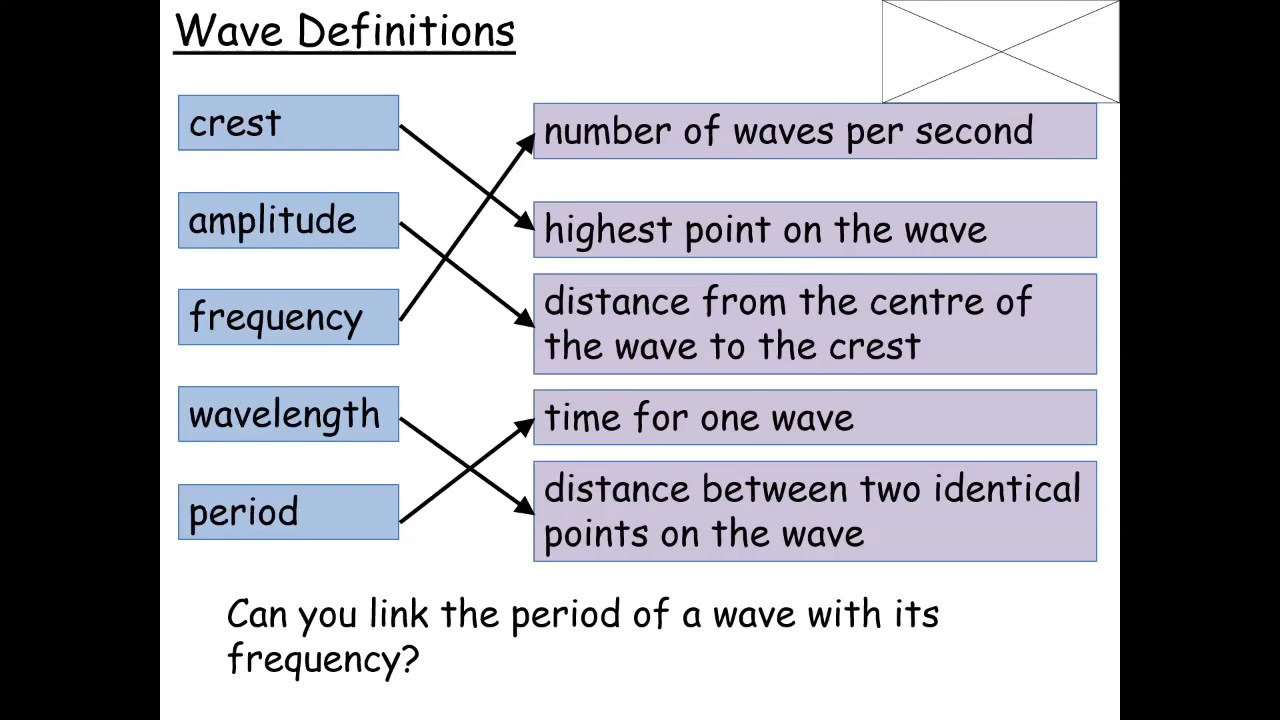 Wave Definitions
crest
amplitude
frequency
wavelength
period
number of waves per second
highest point on the wave
distance from the centre of
the wave to the crest
time for one wave
distance between two identical
points on the wave
Can you link the period of a wave with its
frequency?